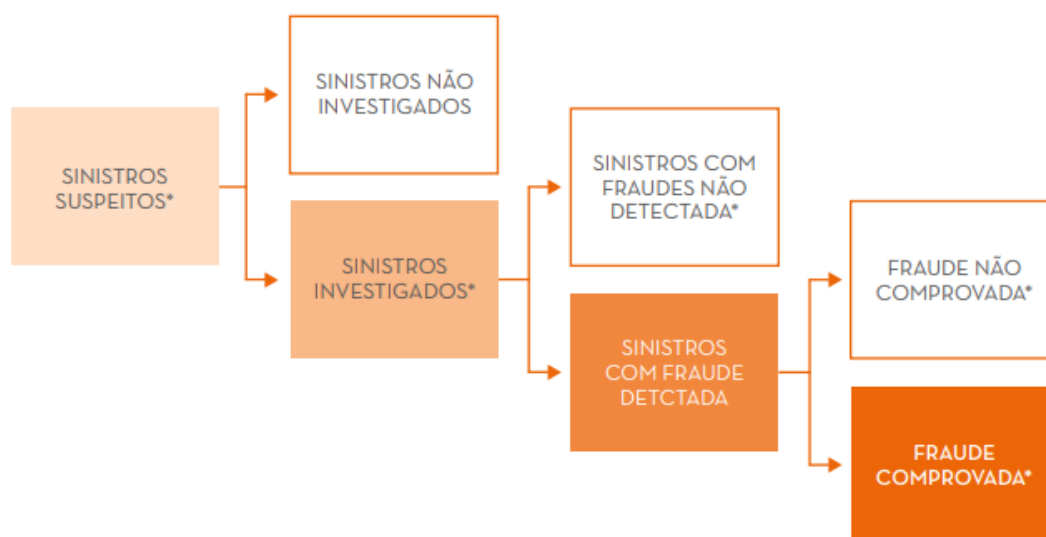 SINISTROS NÃO
INVESTIGADOS
SINISTROS
SUSPEITOS*
SINISTROS COM
FRAUDES NÃO
DETECTADA*
SINISTROS
INVESTIGADOS*
FRAUDE NÃO
COMPROVADA*
SINISTROS
COM FRAUDE
DETCTADA
FRAUDE
COMPROVADA*